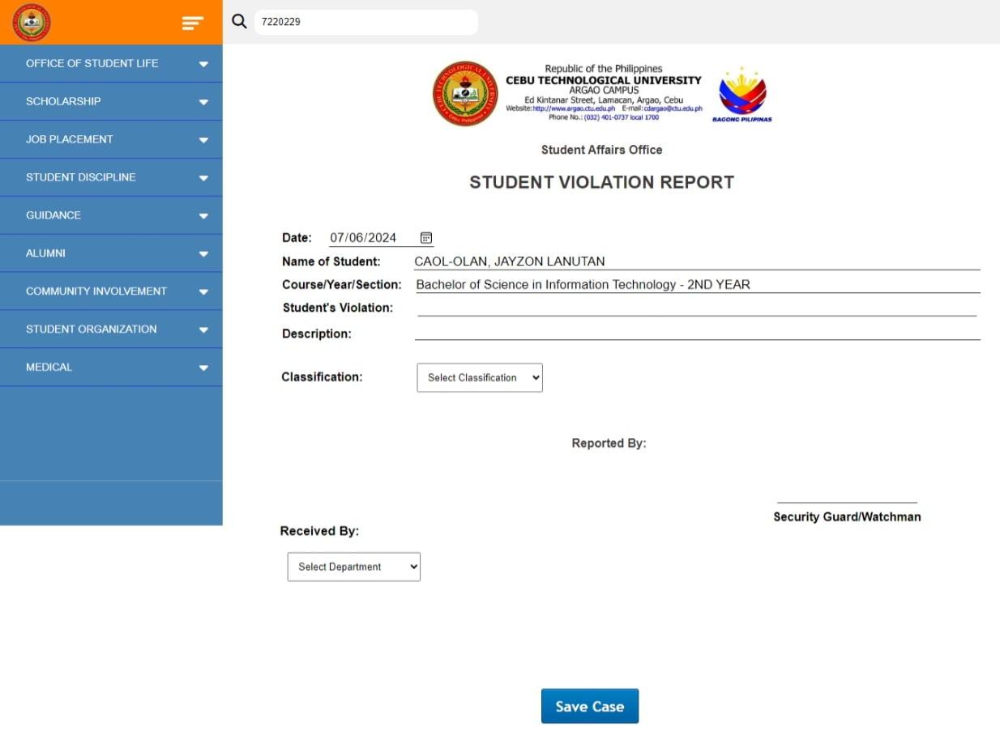 7220229
OFFICE OF STUDENT LIFE
SCHOLARSHIP
JOB PLACEMENT
STUDENT DISCIPLINE
GUIDANCE
ALUMNI
COMMUNITY INVOLVEMENT
STUDENT ORGANIZATION
MEDICAL
Republic of the Philippines
CEBU TECHNOLOGICAL UNIVERSITY
ARGAO CAMPUS
Ed Kintanar Street, Lamacan, Argao, Cebu
Website: http://www.argao.ctu.edu.ph E-mail: cdargao@ctu.edu.ph
Phone No.: (032) 401-0737 local 1700
CEBU TECHNOLOGICAL UNIVERSITY
Cebu, Philippines
BAGONG PILIPINAS
Student Affairs Office
STUDENT VIOLATION REPORT
Date: 07/06/2024
Name of Student: CAOL-OLAN, JAYZON LANUTAN
Course/Year/Section: Bachelor of Science in Information Technology - 2ND YEAR
Student's Violation:
Description:
Classification: Select Classification
Reported By:
Security Guard/Watchman
Received By:
Select Department
Save Case